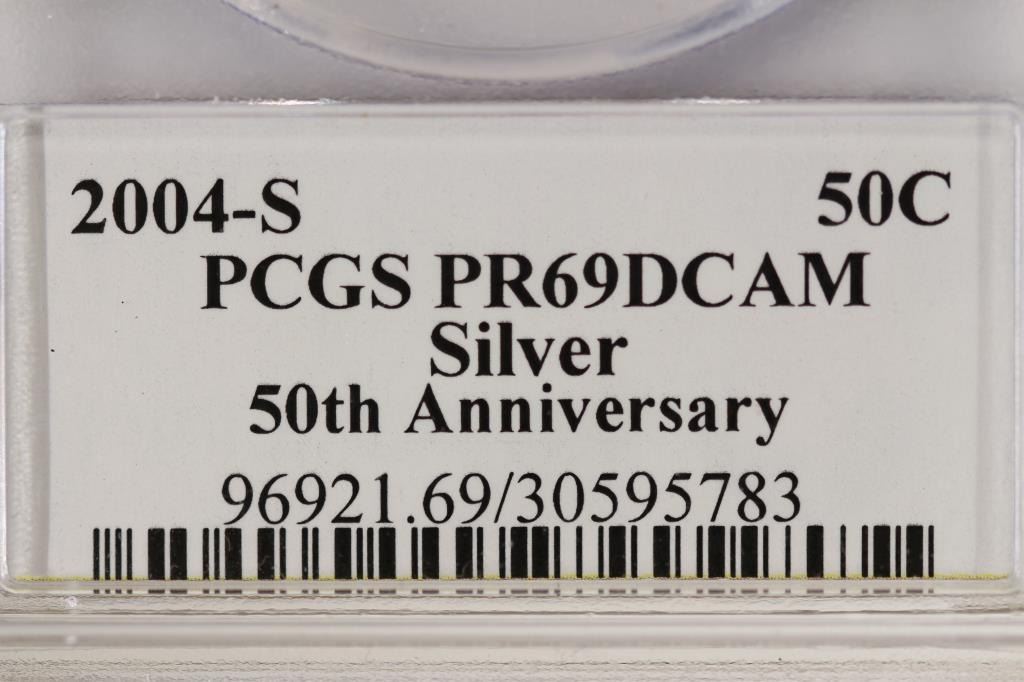 2004-S 50C
PCGS PR69DCAM
Silver
50th Anniversary
96921.69/30595783